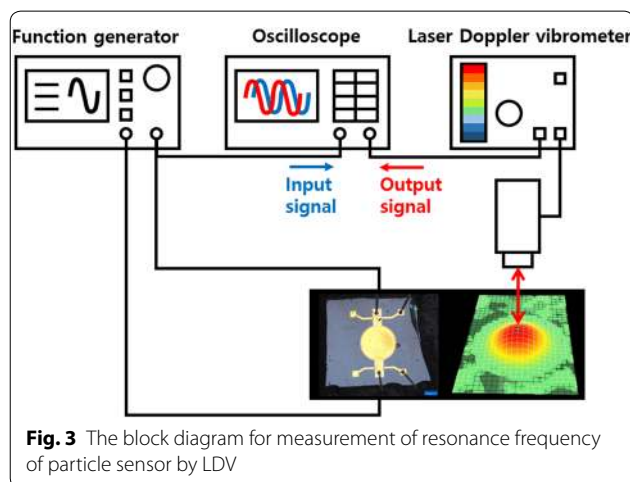 Function generator
Oscilloscope
Laser Doppler vibrometer
Input
signal
Output
signal
Fig. 3 The block diagram for measurement of resonance frequency
of particle sensor by LDV